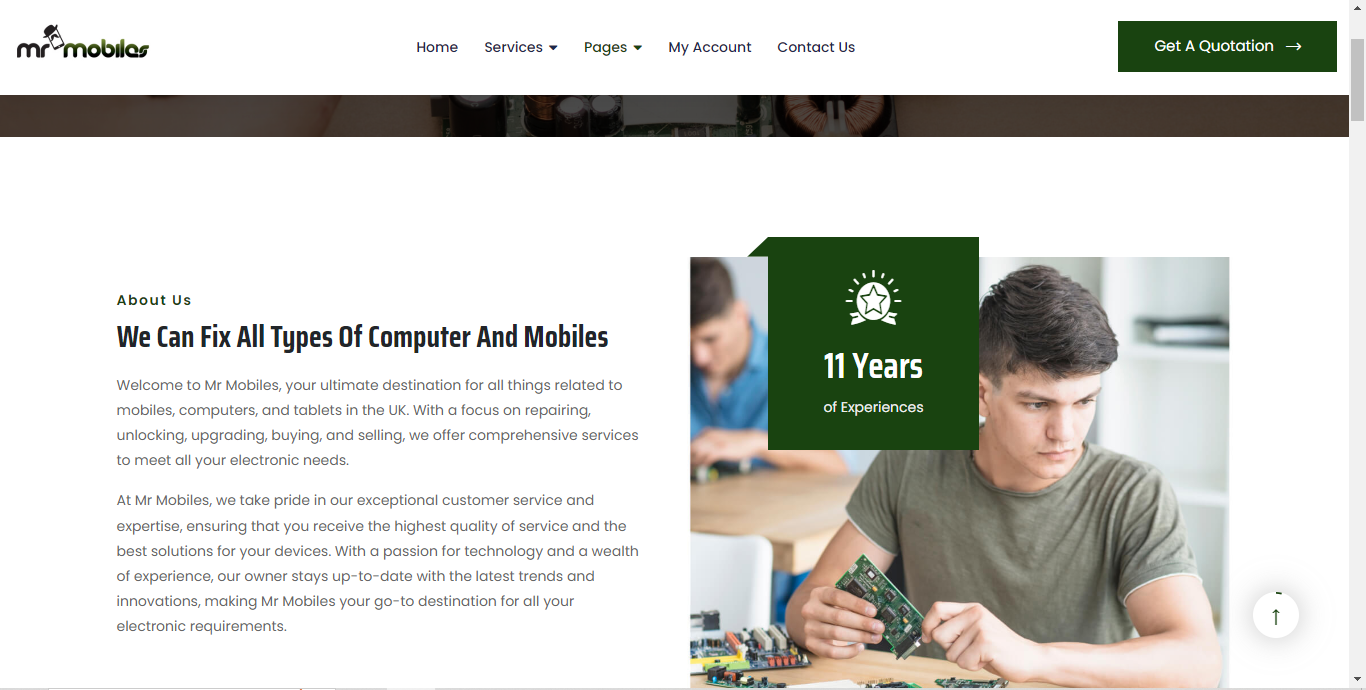 mr mobiles
Home Services Pages My Account Contact Us
Get A Quotation →
11 Years
of Experiences
About Us
We Can Fix All Types Of Computer And Mobiles
Welcome to Mr Mobiles, your ultimate destination for all things related to
mobiles, computers, and tablets in the UK. With a focus on repairing,
unlocking, upgrading, buying, and selling, we offer comprehensive services
to meet all your electronic needs.
At Mr Mobiles, we take pride in our exceptional customer service and
expertise, ensuring that you receive the highest quality of service and the
best solutions for your devices. With a passion for technology and a wealth
of experience, our owner stays up-to-date with the latest trends and
innovations, making Mr Mobiles your go-to destination for all your
electronic requirements.